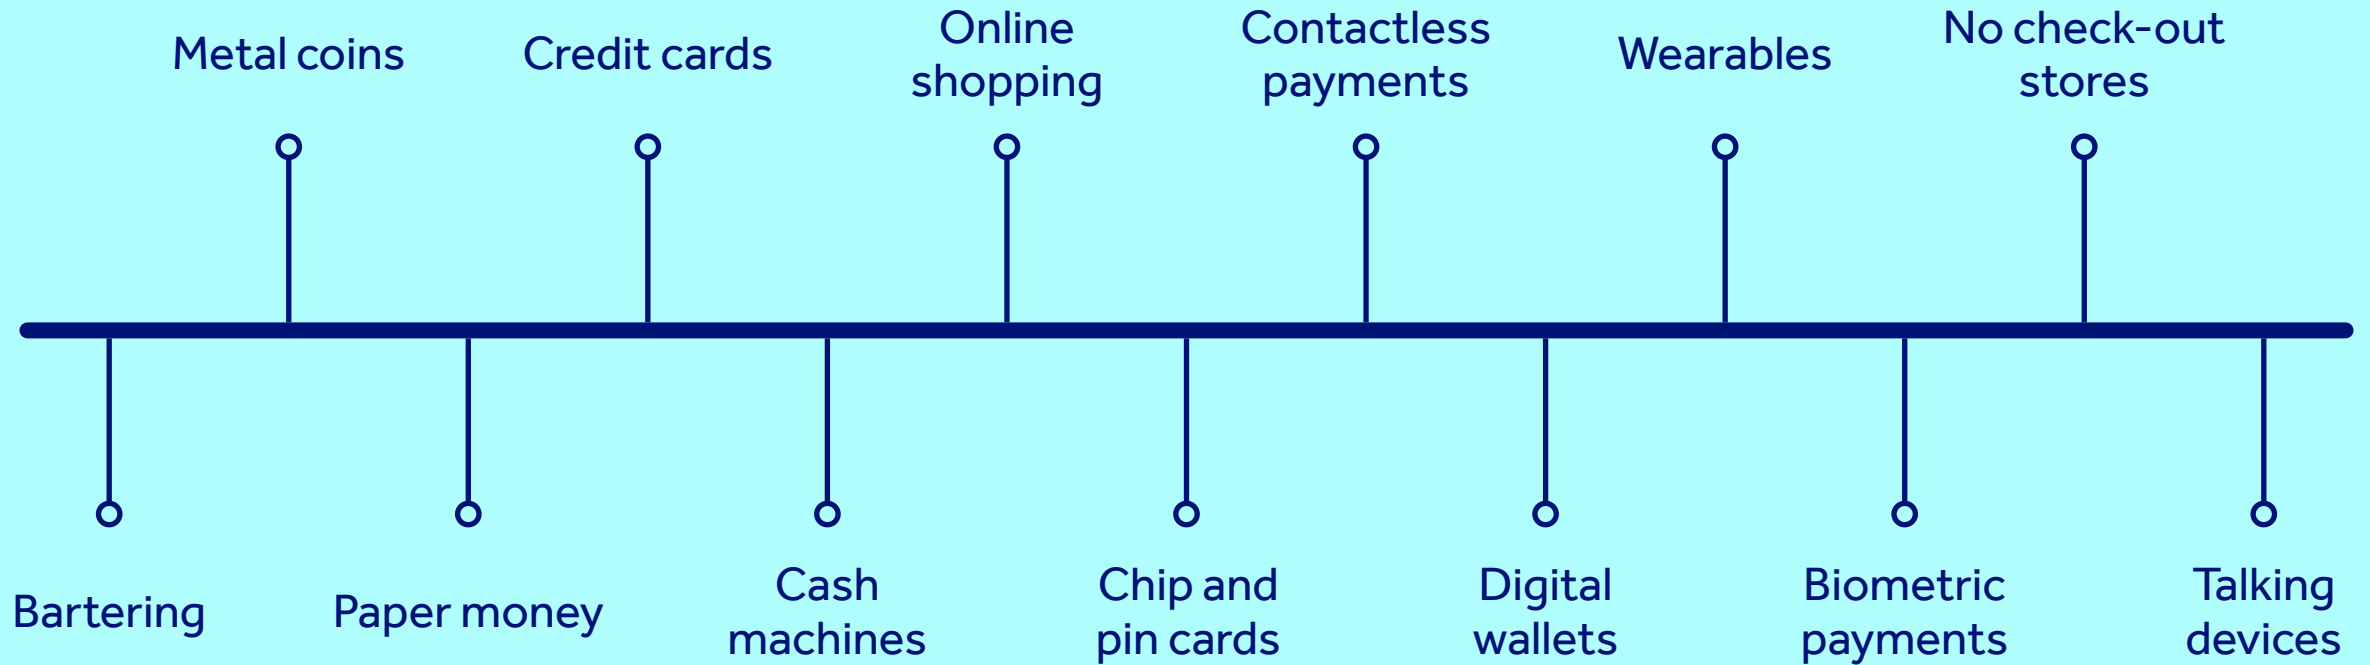 Metal coins
Credit cards
Online
shopping
Contactless
payments
Wearables
No check-out
stores
Bartering
Paper money
Cash
machines
Chip and
pin cards
Digital
wallets
Biometric
payments
Talking
devices